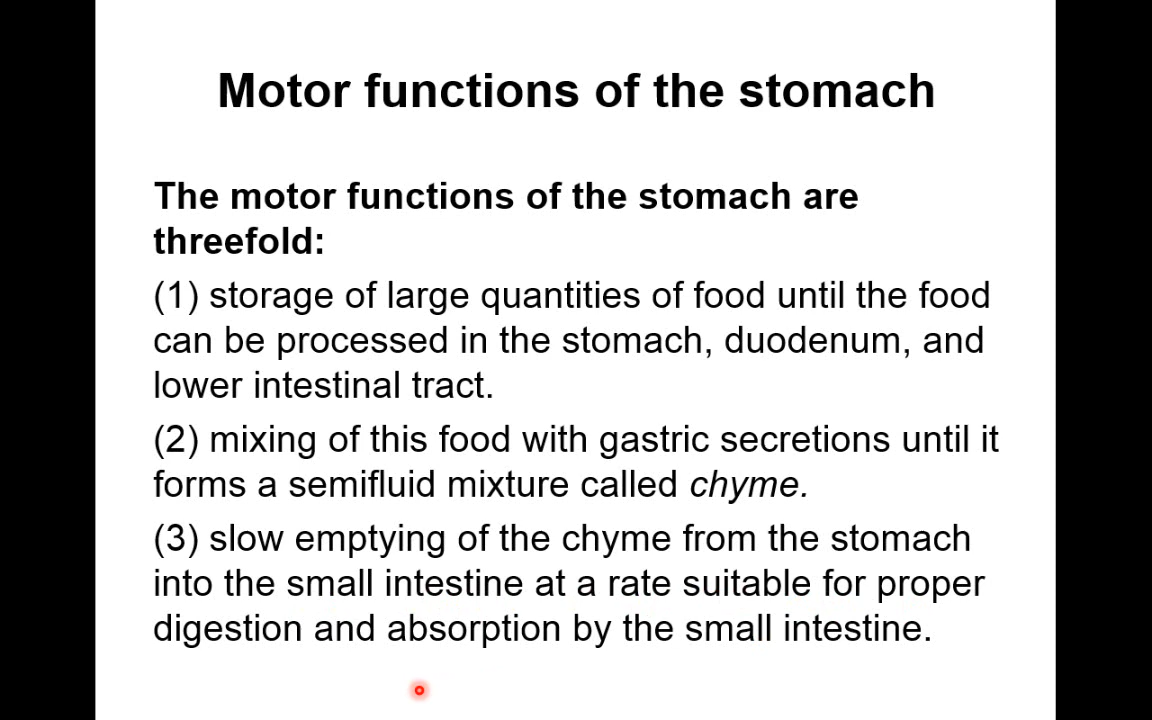 Motor functions of the stomach
The motor functions of the stomach are
threefold:
(1) storage of large quantities of food until the food
can be processed in the stomach, duodenum, and
lower intestinal tract.
(2) mixing of this food with gastric secretions until it
forms a semifluid mixture called chyme.
(3) slow emptying of the chyme from the stomach
into the small intestine at a rate suitable for proper
digestion and absorption by the small intestine.